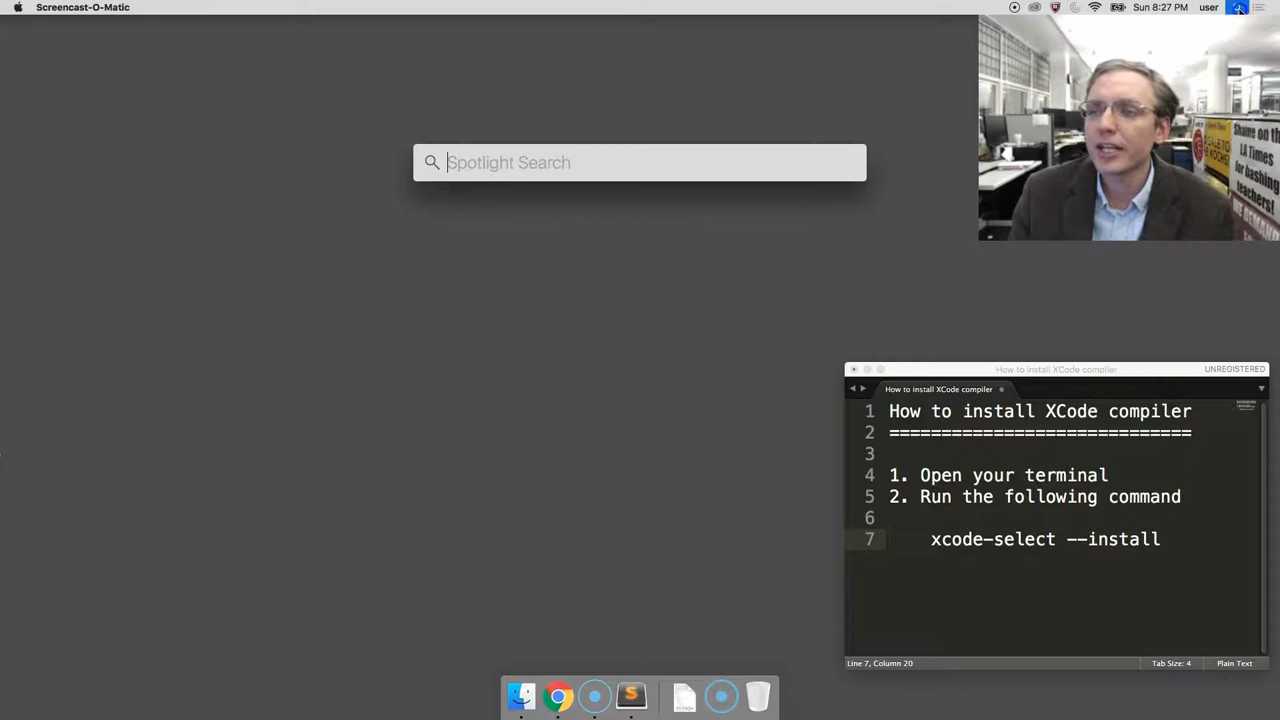 Screencast-O-Matic
Sun 8:27 PM user
Spotlight Search
Shame on the
LA Times
for bashing
teachers!
How to install XCode compiler
UNREGISTERED
How to install XCode compiler
1 How to install XCode compiler
2 =============================
3
4 1. Open your terminal
5 2. Run the following command
6
7 xcode-select --install
Line 7, Column 20
Tab Size: 4
Plain Text